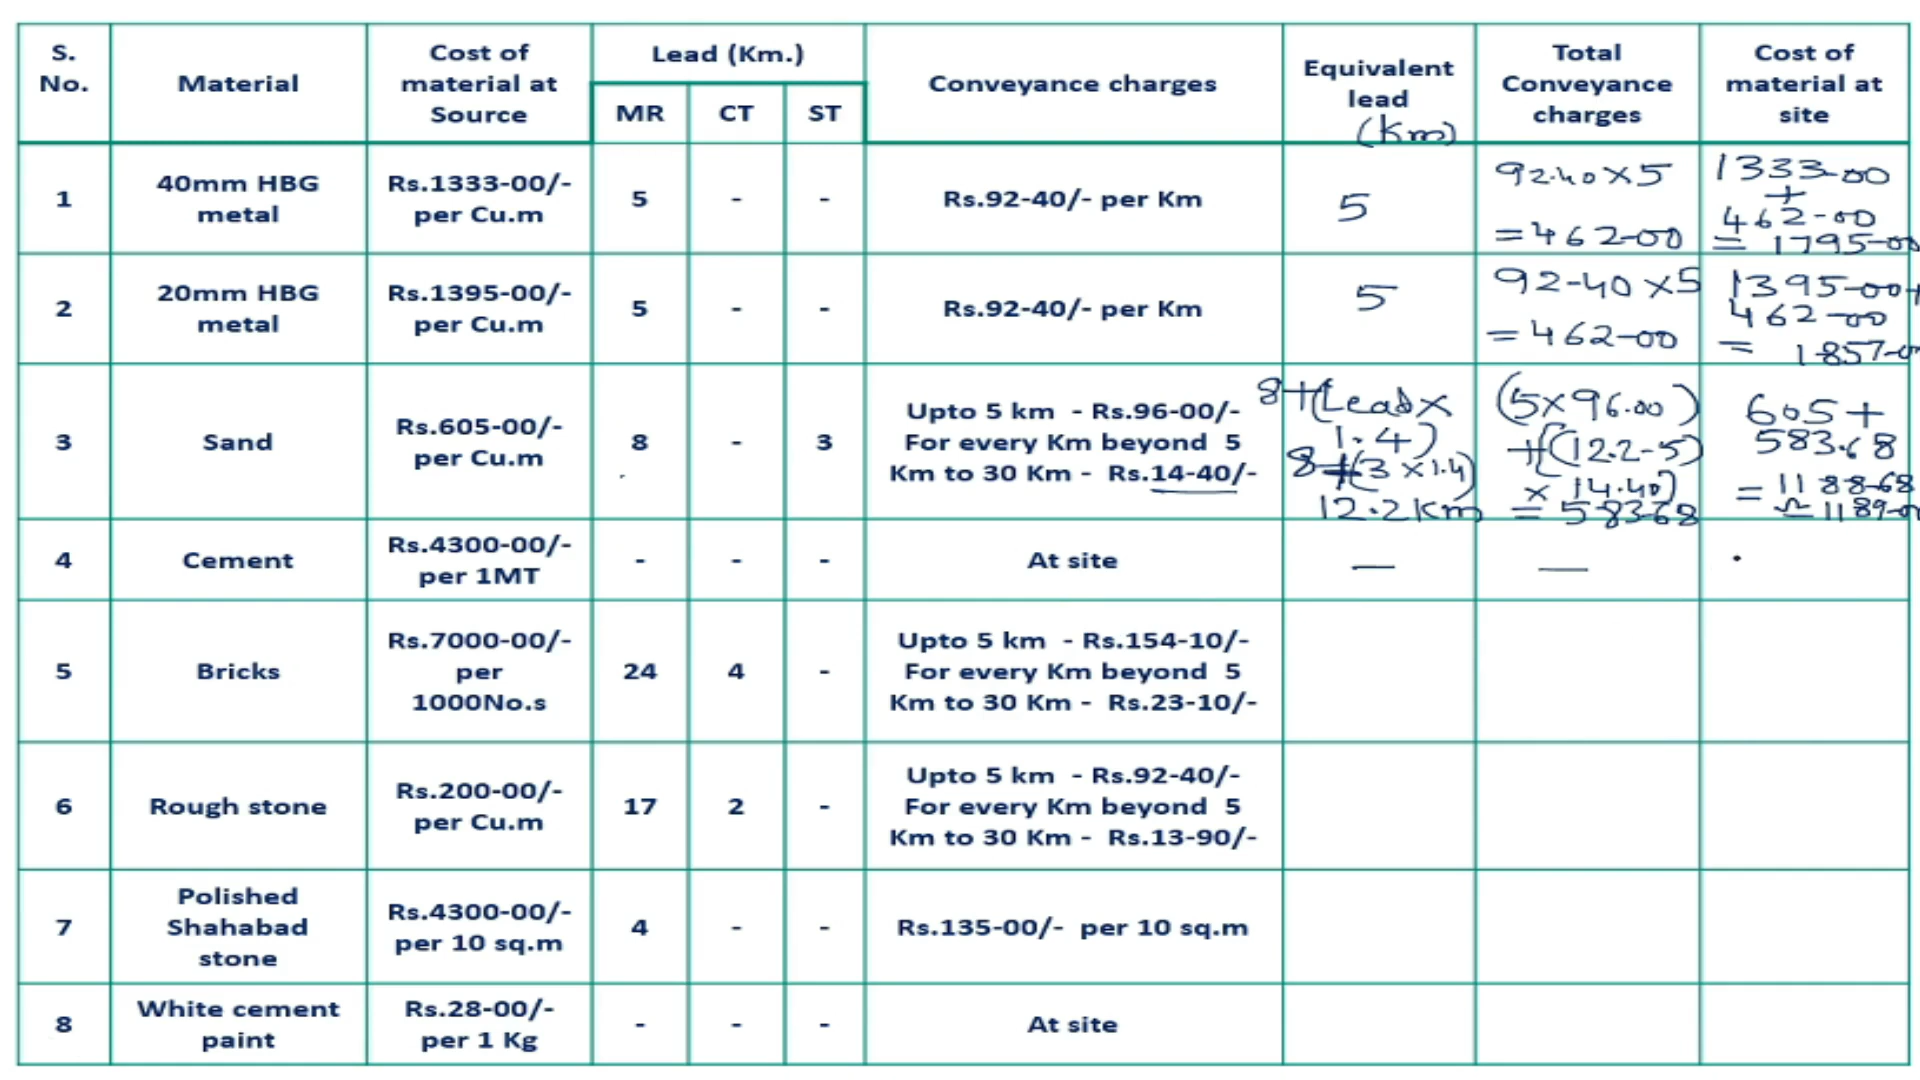 S. No. Material Cost of material at Source Lead (Km.) Conveyance charges Equivalent lead (Km) Total Conveyance charges Cost of material at site
MR CT ST
1 40mm HBG metal Rs.1333-00/- per Cu.m 5 - - Rs.92-40/- per Km 5 92.40×5 =462-00 1333-00 + 462-00 = 1795-00
2 20mm HBG metal Rs.1395-00/- per Cu.m 5 - - Rs.92-40/- per Km 5 92-40×5 =462-00 1395-00+ 462-00 = 1857-00
3 Sand Rs.605-00/- per Cu.m 8 - 3 Upto 5 km - Rs.96-00/- For every Km beyond 5 Km to 30 Km - Rs.14-40/- 8+(Lead× 1.4) 8+(3×1.4) 12.2Km (5×96.00) +((12.2-5) × 14.40) = 583-68 605+ 583.68 = 1188-68 ≏ 1189-00
4 Cement Rs.4300-00/- per 1MT - - - At site — —
5 Bricks Rs.7000-00/- per 1000No.s 24 4 - Upto 5 km - Rs.154-10/- For every Km beyond 5 Km to 30 Km - Rs.23-10/-
6 Rough stone Rs.200-00/- per Cu.m 17 2 - Upto 5 km - Rs.92-40/- For every Km beyond 5 Km to 30 Km - Rs.13-90/-
7 Polished Shahabad stone Rs.4300-00/- per 10 sq.m 4 - - Rs.135-00/- per 10 sq.m
8 White cement paint Rs.28-00/- per 1 Kg - - - At site